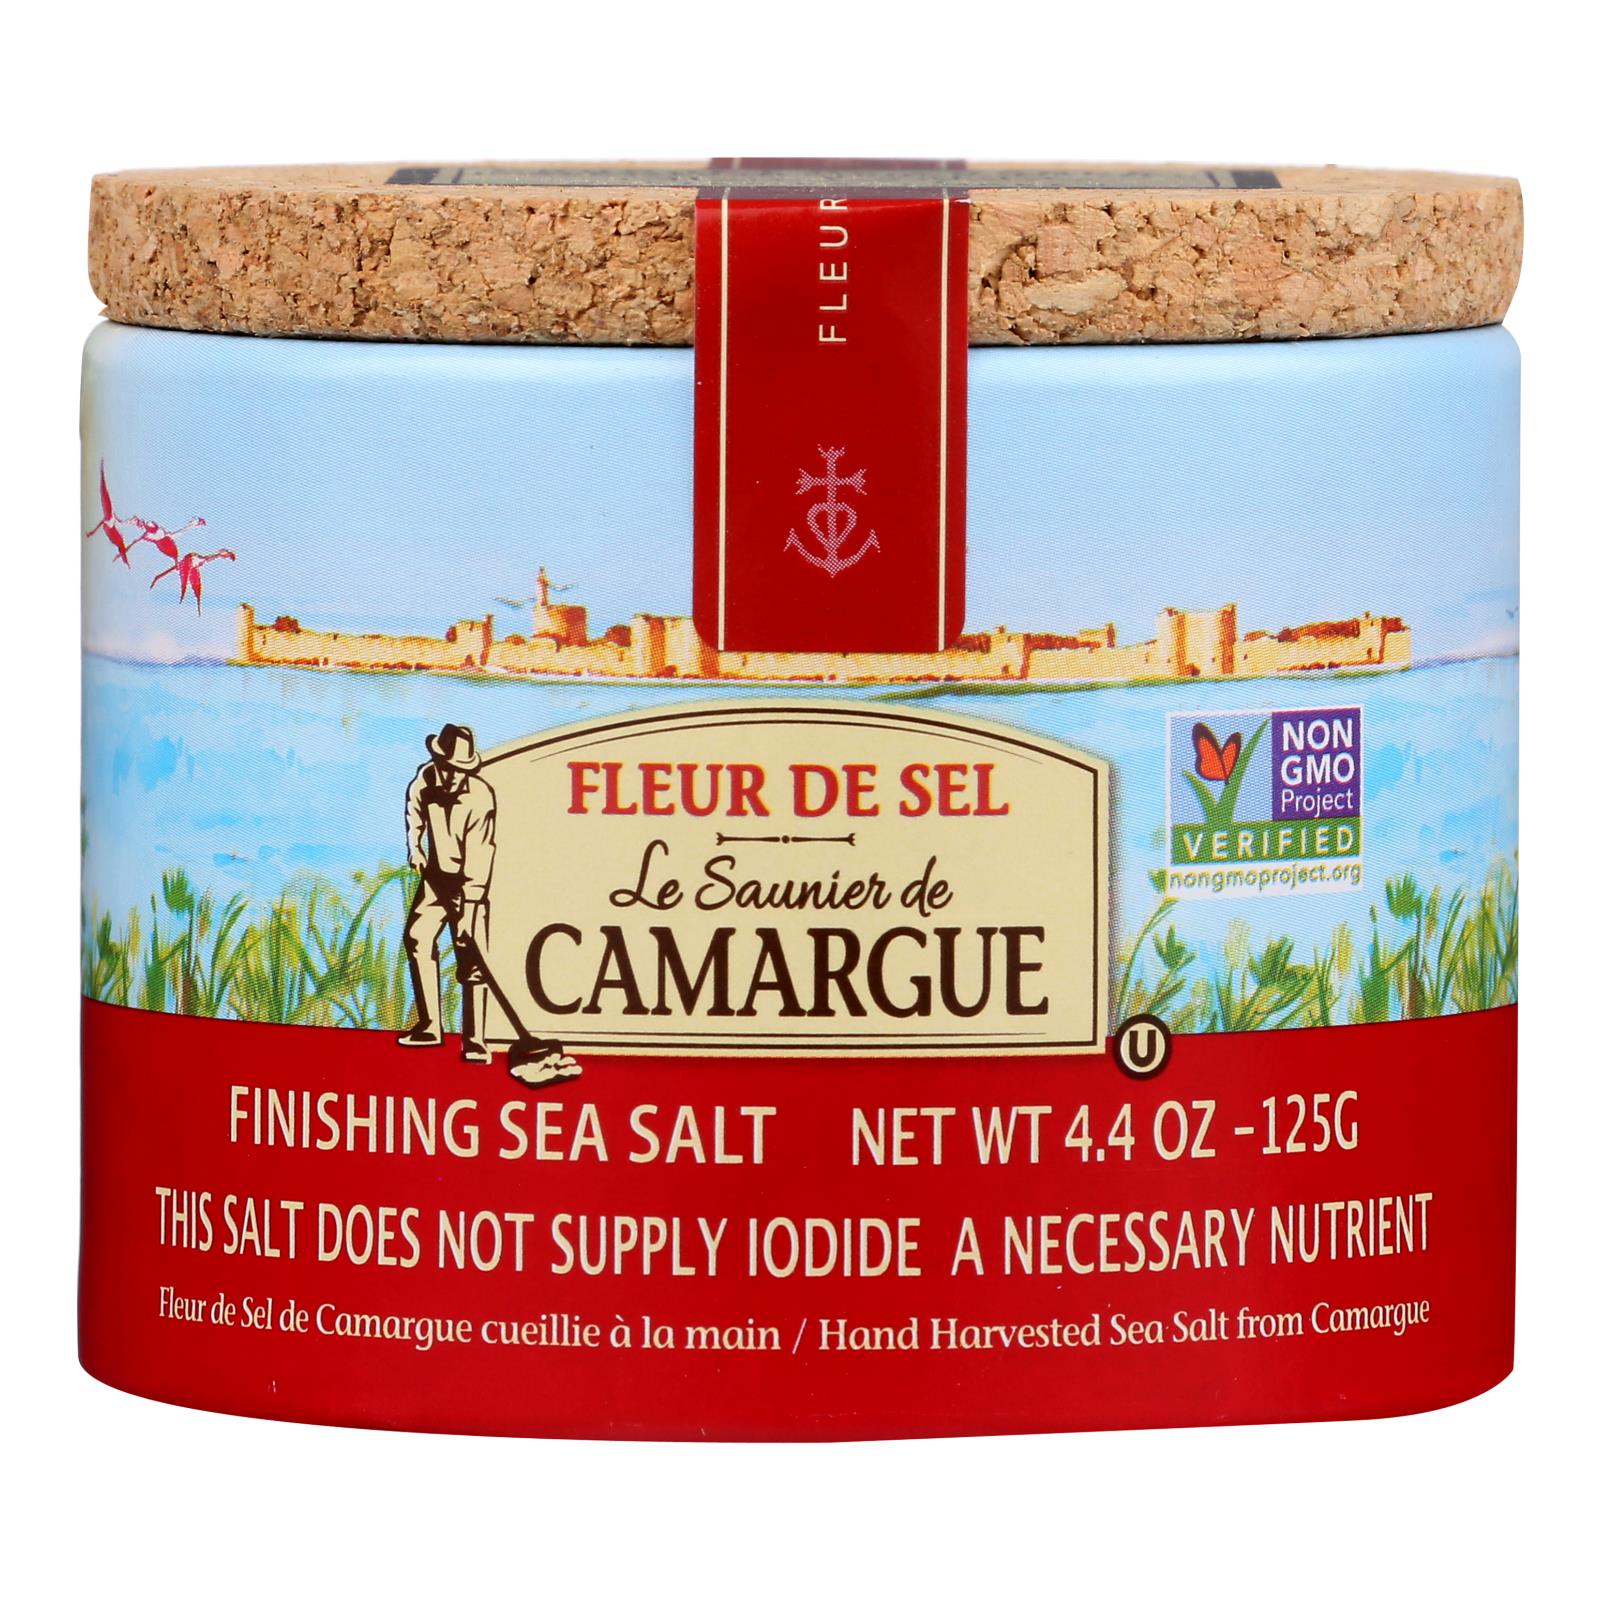 FLEUR
FLEUR DE SEL
Le Saunier de
CAMARGUE
NON
GMO
Project
VERIFIED
nongmoproject.org
U
FINISHING SEA SALT NET WT 4.4 OZ -125G
THIS SALT DOES NOT SUPPLY IODIDE A NECESSARY NUTRIENT
Fleur de Sel de Camargue cueillie à la main / Hand Harvested Sea Salt from Camargue